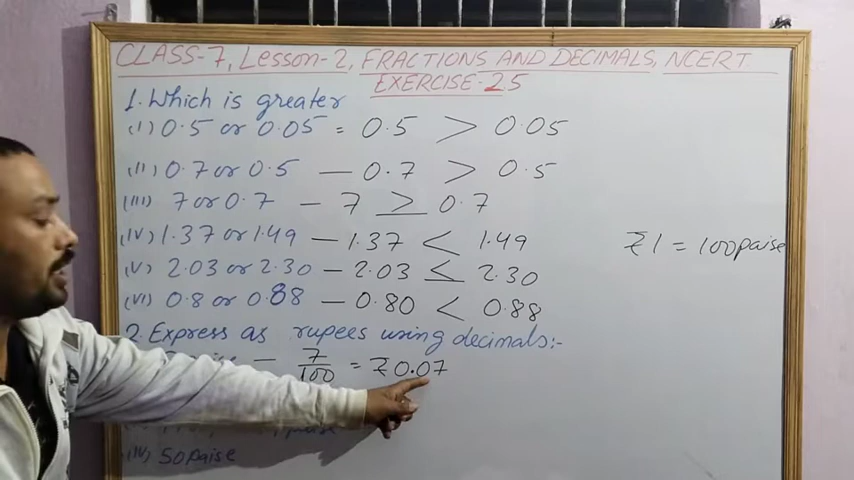 CLASS-7, Lesson-2, FRACTIONS AND DECIMALS, NCERT
EXERCISE-2.5
1. Which is greater
(i) 0.5 or 0.05 = 0.5 > 0.05
(ii) 0.7 or 0.5 — 0.7 > 0.5
(iii) 7 or 0.7 — 7 > 0.7
(iv) 1.37 or 1.49 — 1.37 < 1.49
₹1 = 100 paise
(v) 2.03 or 2.30 — 2.03 < 2.30
(vi) 0.8 or 0.88 — 0.80 < 0.88
2. Express as rupees using decimals:-
— 7/100 = ₹0.07
(iv) 50 paise